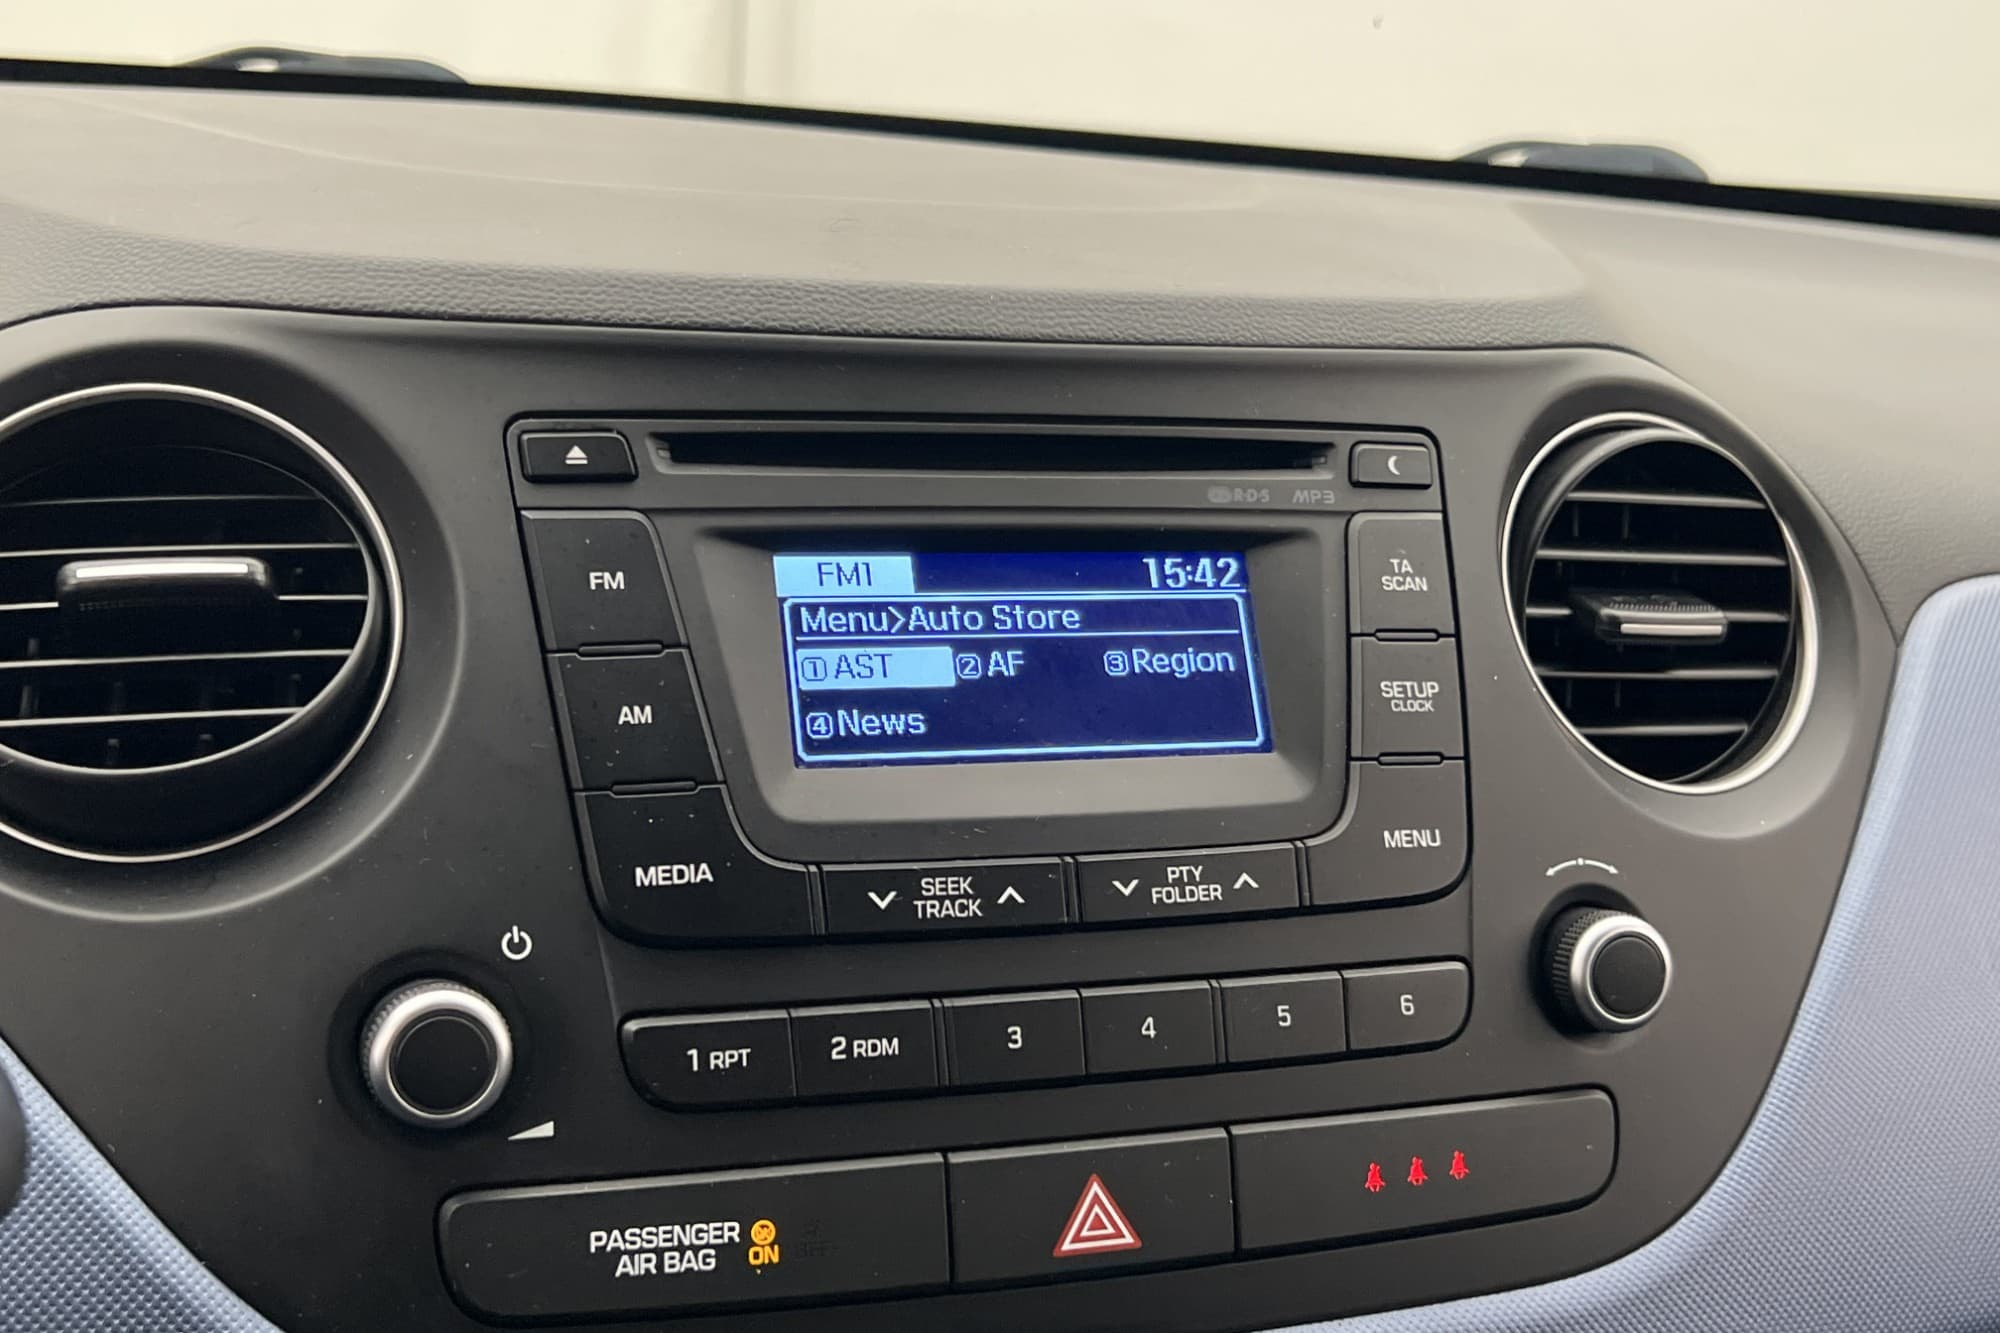 R·D·S MP3
FM
AM
MEDIA
FM1 15:42
Menu>Auto Store
①AST ②AF ③Region
④News
TA
SCAN
SETUP
CLOCK
MENU
SEEK
TRACK
PTY
FOLDER
1 RPT 2 RDM 3 4 5 6
PASSENGER
AIR BAG ON
OFF